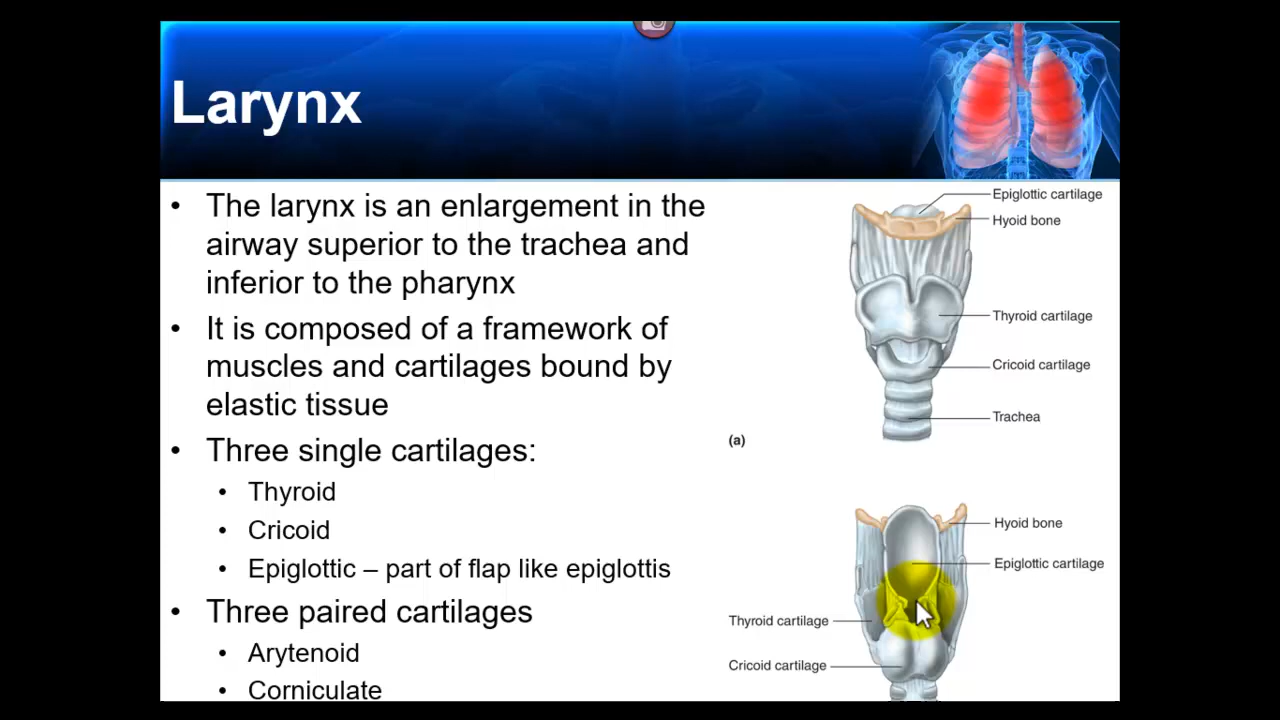 Larynx
• The larynx is an enlargement in the
airway superior to the trachea and
inferior to the pharynx
• It is composed of a framework of
muscles and cartilages bound by
elastic tissue
• Three single cartilages:
• Thyroid
• Cricoid
• Epiglottic – part of flap like epiglottis
• Three paired cartilages
• Arytenoid
• Corniculate
Epiglottic cartilage
Hyoid bone
Thyroid cartilage
Cricoid cartilage
Trachea
(a)
Hyoid bone
Epiglottic cartilage
Thyroid cartilage
Cricoid cartilage